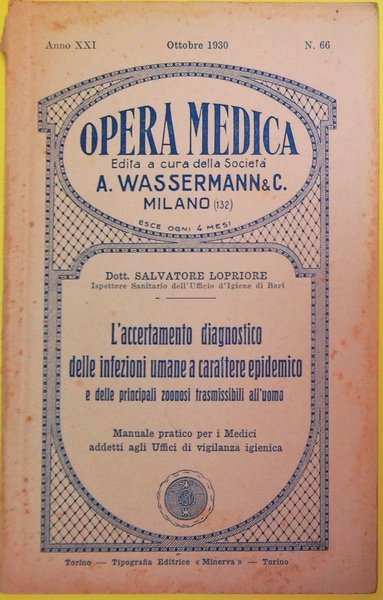 Anno XXI Ottobre 1930 N. 66
OPERA MEDICA
Edita a cura della Società
A. WASSERMANN & C.
MILANO (132)
ESCE OGNI 4 MESI
Dott. SALVATORE LOPRIORE
Ispettore Sanitario dell'Ufficio d'Igiene di Bari
L'accertamento diagnostico
delle infezioni umane a carattere epidemico
e delle principali zoonosi trasmissibili all'uomo
Manuale pratico per i Medici
addetti agli Uffici di vigilanza igienica
Torino — Tipografia Editrice « Minerva » — Torino